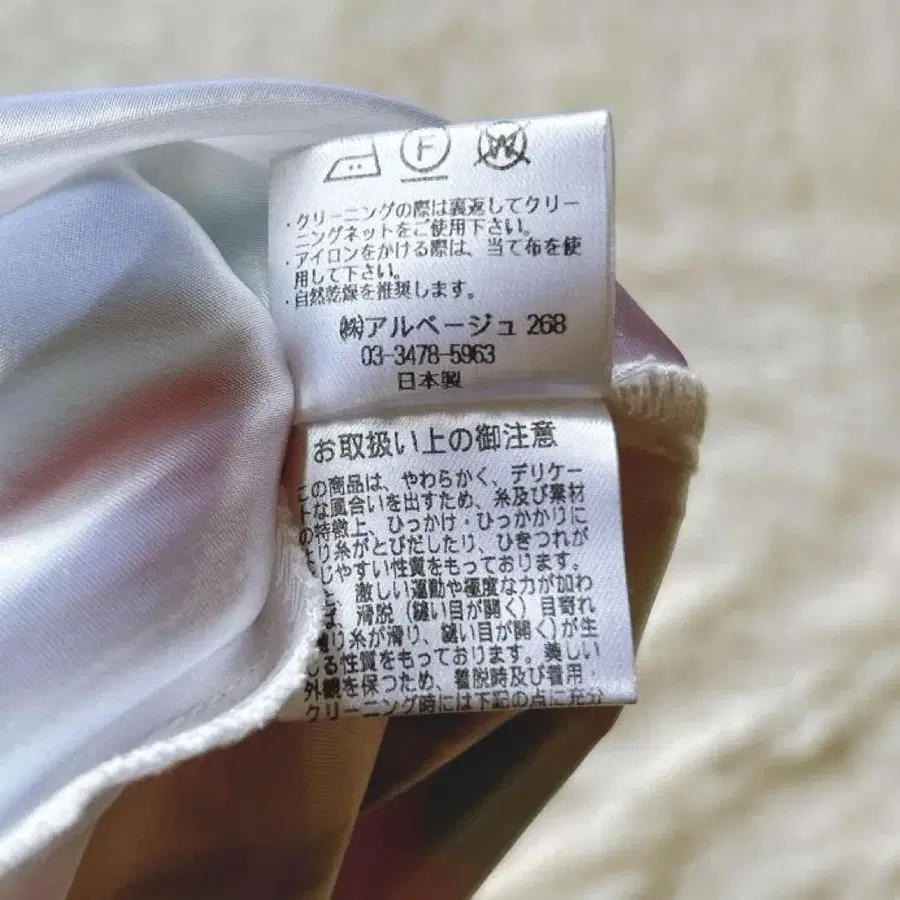 F W
・クリーニングの際は裏返してクリー
ニングネットをご使用下さい。
・アイロンをかける際は、当て布を使
用して下さい。
・自然乾燥を推奨します。
㈱アルページュ 268
03-3478-5963
日本製
お取扱い上の御注意
この商品は、やわらかく、デリケー
トな風合いを出すため、糸及び素材
の特徴上、ひっかけ・ひっかかりに
より糸がとびだしたり、ひきつれが
じやすい性質をもっております。
、激しい運動や極度な力が加わ
ば、滑脱(縫い目が開く)目寄れ
り糸が滑り、縫い目が開く)が生
じる性質をもっております。美しい
外観を保つため、着脱時及び着用・
クリーニング時には下記の点に充分